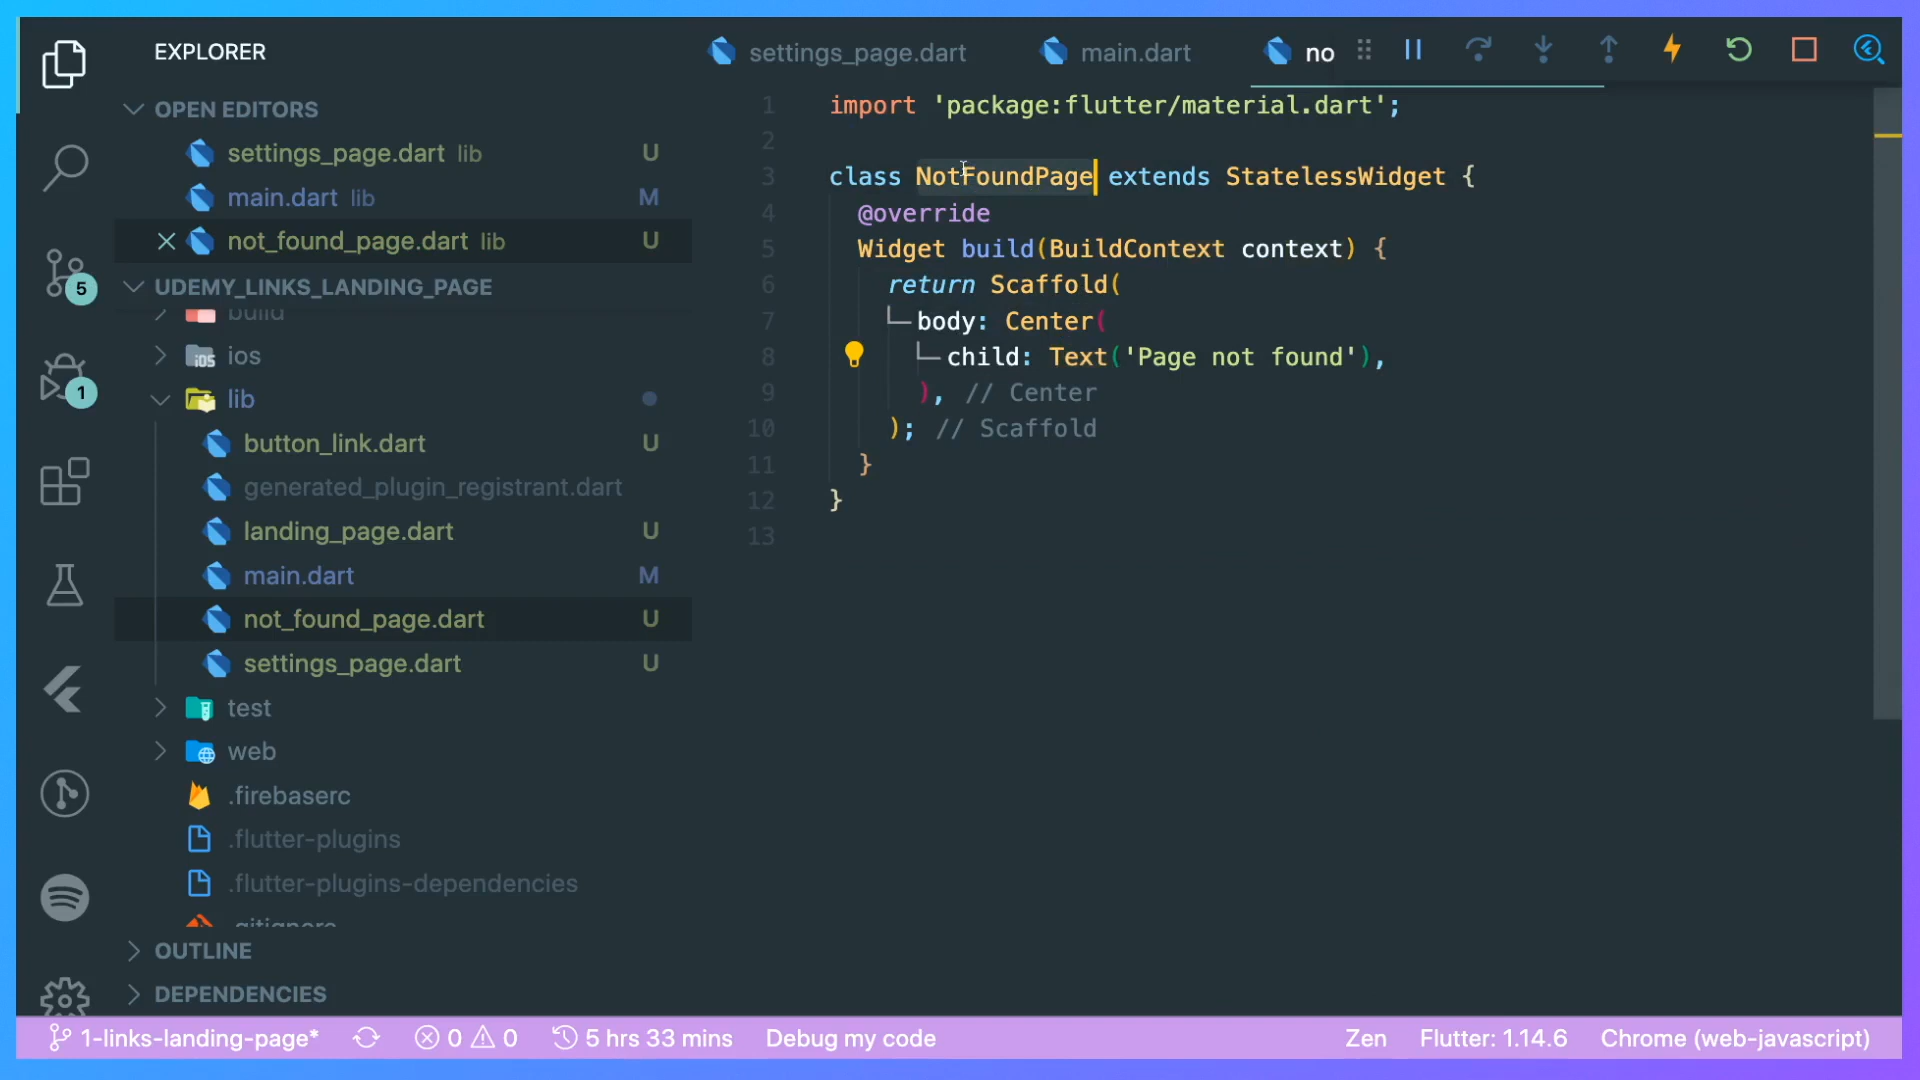 EXPLORER
OPEN EDITORS
settings_page.dart lib U
main.dart lib M
not_found_page.dart lib U
UDEMY_LINKS_LANDING_PAGE
build
ios
lib
button_link.dart U
generated_plugin_registrant.dart
landing_page.dart U
main.dart M
not_found_page.dart U
settings_page.dart U
test
web
.firebaserc
.flutter-plugins
.flutter-plugins-dependencies
.gitignore
OUTLINE
DEPENDENCIES
5
1
settings_page.dart main.dart no
1 import 'package:flutter/material.dart';
2
3 class NotFoundPage extends StatelessWidget {
4 @override
5 Widget build(BuildContext context) {
6 return Scaffold(
7 body: Center(
8 child: Text('Page not found'),
9 ), // Center
10 ); // Scaffold
11 }
12 }
13
1-links-landing-page* 0 0 5 hrs 33 mins Debug my code Zen Flutter: 1.14.6 Chrome (web-javascript)